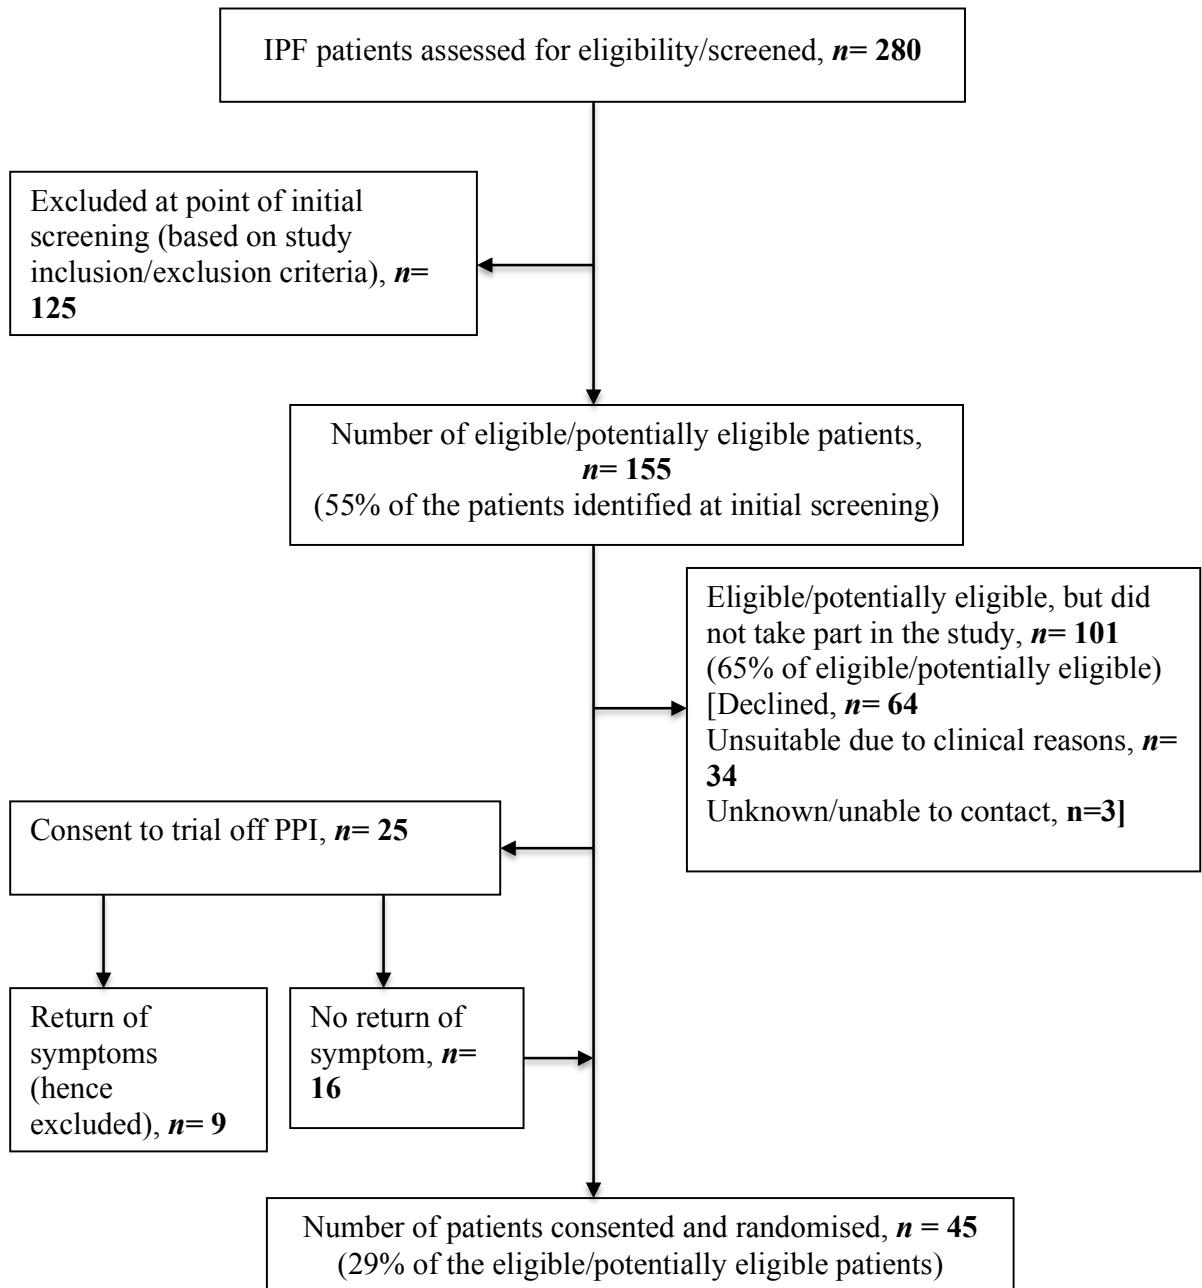 IPF patients assessed for eligibility/screened, n= 280
Excluded at point of initial
screening (based on study
inclusion/exclusion criteria), n=
125
Number of eligible/potentially eligible patients,
n= 155
(55% of the patients identified at initial screening)
Eligible/potentially eligible, but did
not take part in the study, n= 101
(65% of eligible/potentially eligible)
[Declined, n= 64
Unsuitable due to clinical reasons, n=
34
Unknown/unable to contact, n=3]
Consent to trial off PPI, n= 25
Return of
symptoms
(hence
excluded), n= 9
No return of
symptom, n=
16
Number of patients consented and randomised, n = 45
(29% of the eligible/potentially eligible patients)